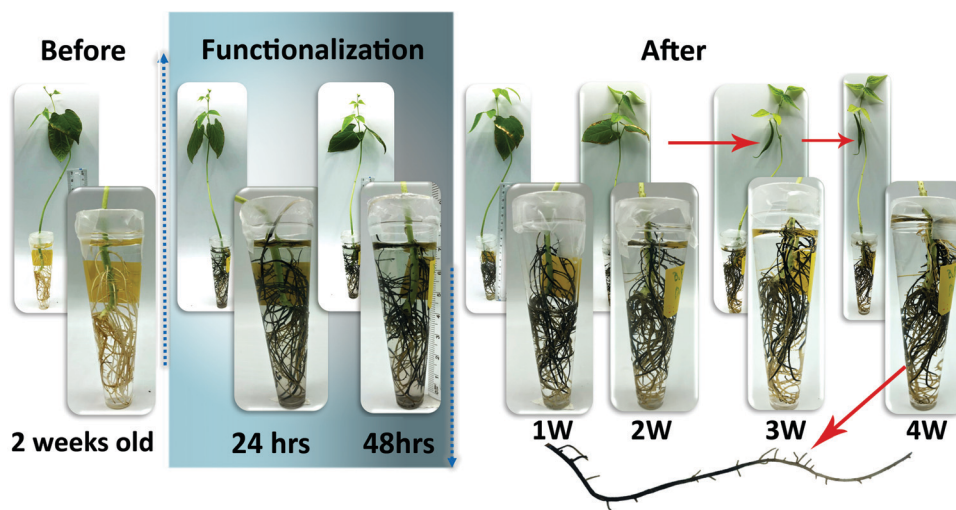 Before
Functionalization
After
2 weeks old
24 hrs
48hrs
1W
2W
3W
4W